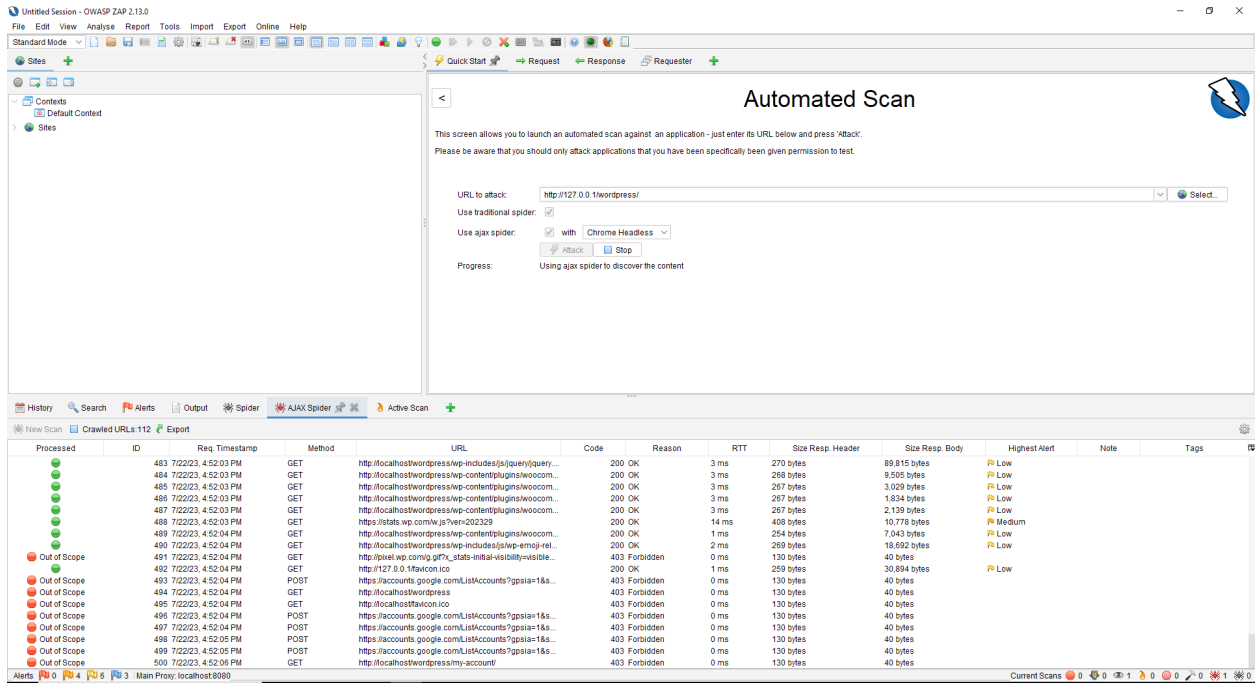 Untitled Session - OWASP ZAP 2.13.0
File Edit View Analyse Report Tools Import Export Online Help
Standard Mode
Sites
Quick Start Request Response Requester
Contexts
Default Context
Sites
<
Automated Scan
This screen allows you to launch an automated scan against an application - just enter its URL below and press 'Attack'.
Please be aware that you should only attack applications that you have been specifically been given permission to test.
URL to attack: http://127.0.0.1/wordpress/ Select...
Use traditional spider:
Use ajax spider: with Chrome Headless
Attack Stop
Progress: Using ajax spider to discover the content
History Search Alerts Output Spider AJAX Spider Active Scan
New Scan Crawled URLs:112 Export
Processed ID Req. Timestamp Method URL Code Reason RTT Size Resp. Header Size Resp. Body Highest Alert Note Tags
483 7/22/23, 4:52:03 PM GET http://localhost/wordpress/wp-includes/js/jquery/jquery.... 200 OK 3 ms 270 bytes 89,815 bytes Low
484 7/22/23, 4:52:03 PM GET http://localhost/wordpress/wp-content/plugins/woocom... 200 OK 3 ms 268 bytes 9,505 bytes Low
485 7/22/23, 4:52:03 PM GET http://localhost/wordpress/wp-content/plugins/woocom... 200 OK 3 ms 267 bytes 3,029 bytes Low
486 7/22/23, 4:52:03 PM GET http://localhost/wordpress/wp-content/plugins/woocom... 200 OK 3 ms 267 bytes 1,834 bytes Low
487 7/22/23, 4:52:03 PM GET http://localhost/wordpress/wp-content/plugins/woocom... 200 OK 3 ms 267 bytes 2,139 bytes Low
488 7/22/23, 4:52:03 PM GET https://stats.wp.com/w.js?ver=202329 200 OK 14 ms 408 bytes 10,778 bytes Medium
489 7/22/23, 4:52:04 PM GET http://localhost/wordpress/wp-content/plugins/woocom... 200 OK 1 ms 254 bytes 7,043 bytes Low
490 7/22/23, 4:52:04 PM GET http://localhost/wordpress/wp-includes/js/wp-emoji-rel... 200 OK 2 ms 269 bytes 18,692 bytes Low
Out of Scope 491 7/22/23, 4:52:04 PM GET http://pixel.wp.com/g.gif?x_stats-initial-visibility=visible... 403 Forbidden 0 ms 130 bytes 40 bytes
492 7/22/23, 4:52:04 PM GET http://127.0.0.1/favicon.ico 200 OK 1 ms 259 bytes 30,894 bytes Low
Out of Scope 493 7/22/23, 4:52:04 PM POST https://accounts.google.com/ListAccounts?gpsia=1&s... 403 Forbidden 0 ms 130 bytes 40 bytes
Out of Scope 494 7/22/23, 4:52:04 PM GET http://localhost/wordpress 403 Forbidden 0 ms 130 bytes 40 bytes
Out of Scope 495 7/22/23, 4:52:04 PM GET http://localhost/favicon.ico 403 Forbidden 0 ms 130 bytes 40 bytes
Out of Scope 496 7/22/23, 4:52:04 PM POST https://accounts.google.com/ListAccounts?gpsia=1&s... 403 Forbidden 0 ms 130 bytes 40 bytes
Out of Scope 497 7/22/23, 4:52:04 PM POST https://accounts.google.com/ListAccounts?gpsia=1&s... 403 Forbidden 0 ms 130 bytes 40 bytes
Out of Scope 498 7/22/23, 4:52:05 PM POST https://accounts.google.com/ListAccounts?gpsia=1&s... 403 Forbidden 0 ms 130 bytes 40 bytes
Out of Scope 499 7/22/23, 4:52:05 PM POST https://accounts.google.com/ListAccounts?gpsia=1&s... 403 Forbidden 0 ms 130 bytes 40 bytes
Out of Scope 500 7/22/23, 4:52:06 PM GET http://localhost/wordpress/my-account/ 403 Forbidden 0 ms 130 bytes 40 bytes
Alerts 0 4 6 3 Main Proxy: localhost:8080 Current Scans 0 0 1 0 0 0 1 0